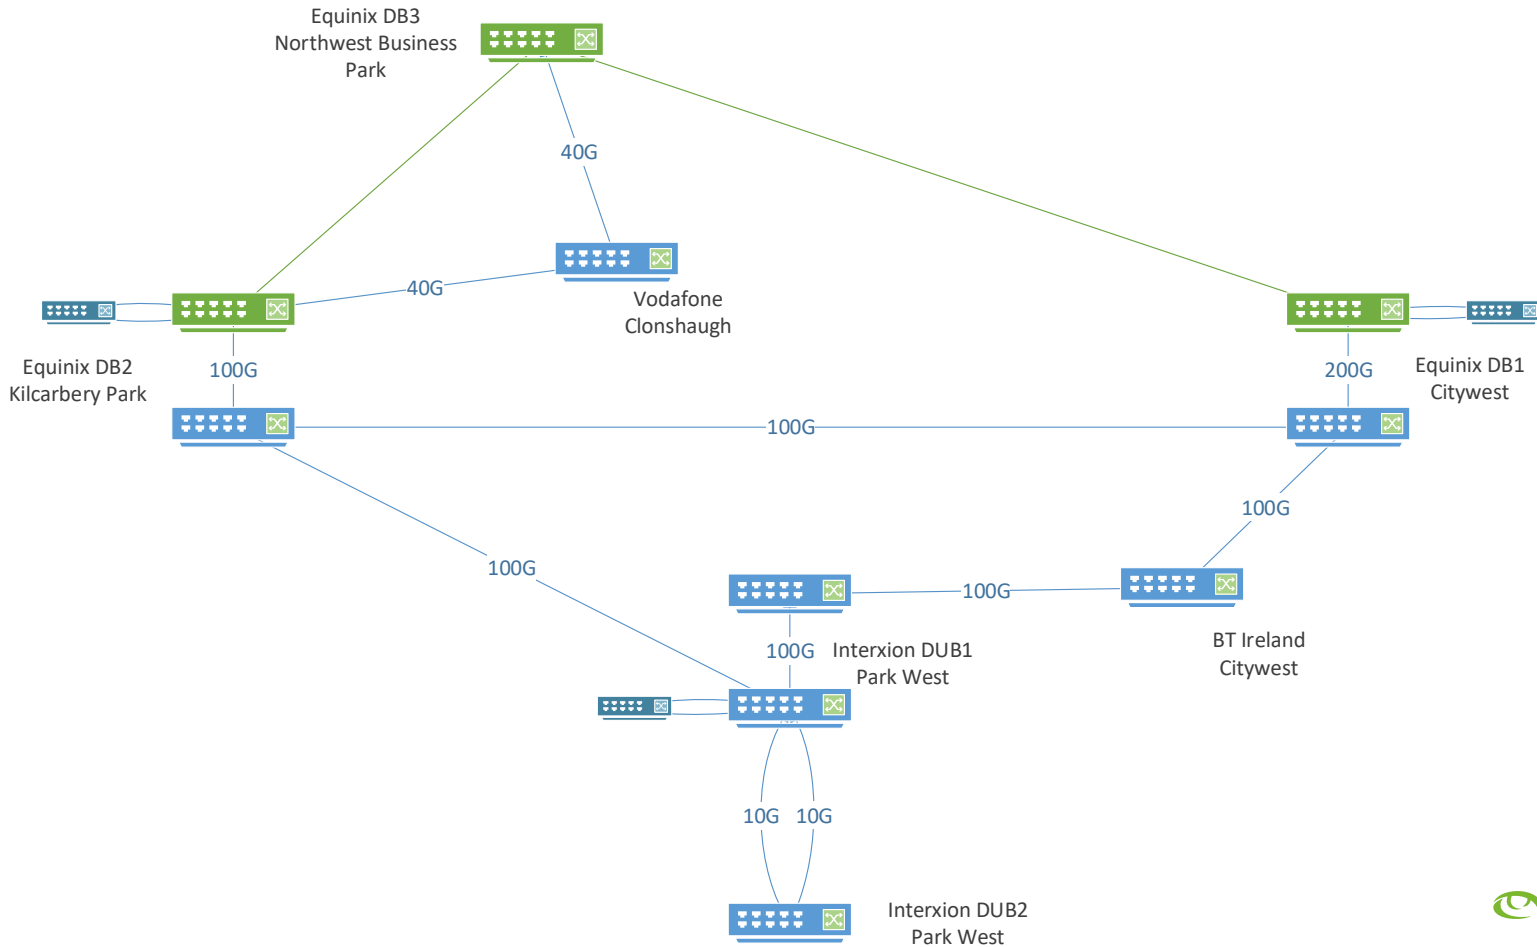 Equinix DB3
Northwest Business
Park
40G
40G
Vodafone
Clonshaugh
Equinix DB2
Kilcarbery Park
100G
200G
Equinix DB1
Citywest
100G
100G
100G
100G
100G
Interxion DUB1
Park West
BT Ireland
Citywest
10G
10G
Interxion DUB2
Park West